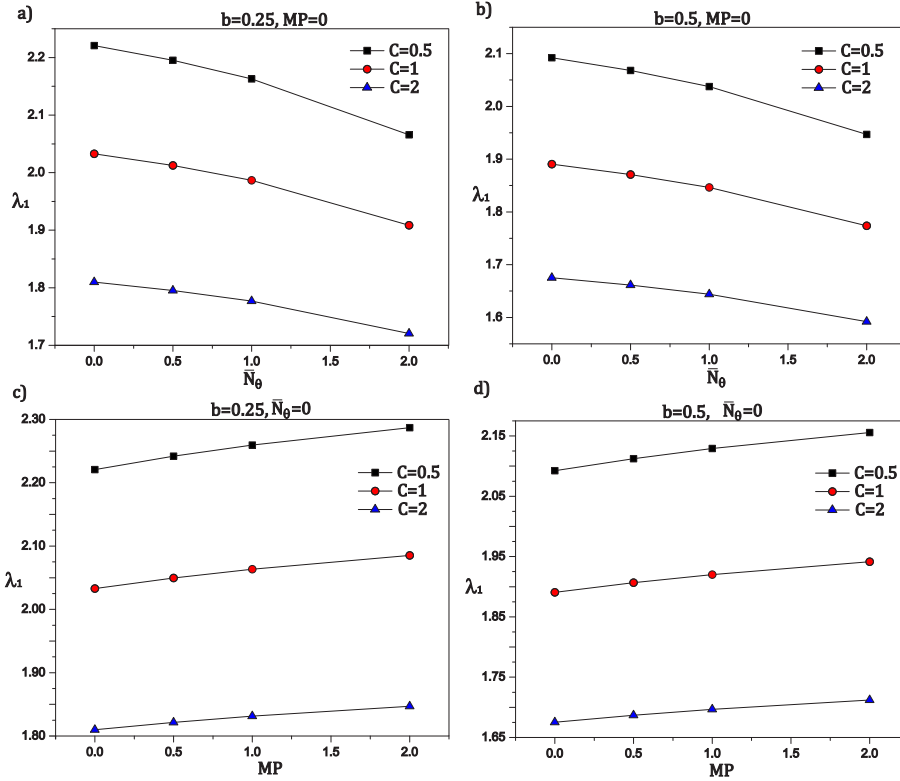 a)
b=0.25, MP=0
2.2
2.1
2.0
1.9
1.8
1.7
λ₁
C=0.5
C=1
C=2
0.0 0.5 1.0 1.5 2.0
N̅θ
b)
b=0.5, MP=0
2.1
2.0
1.9
1.8
1.7
1.6
λ₁
C=0.5
C=1
C=2
0.0 0.5 1.0 1.5 2.0
N̅θ
c)
b=0.25, N̅θ=0
2.30
2.20
2.10
2.00
1.90
1.80
λ₁
C=0.5
C=1
C=2
0.0 0.5 1.0 1.5 2.0
MP
d)
b=0.5, N̅θ=0
2.15
2.05
1.95
1.85
1.75
1.65
λ₁
C=0.5
C=1
C=2
0.0 0.5 1.0 1.5 2.0
MP